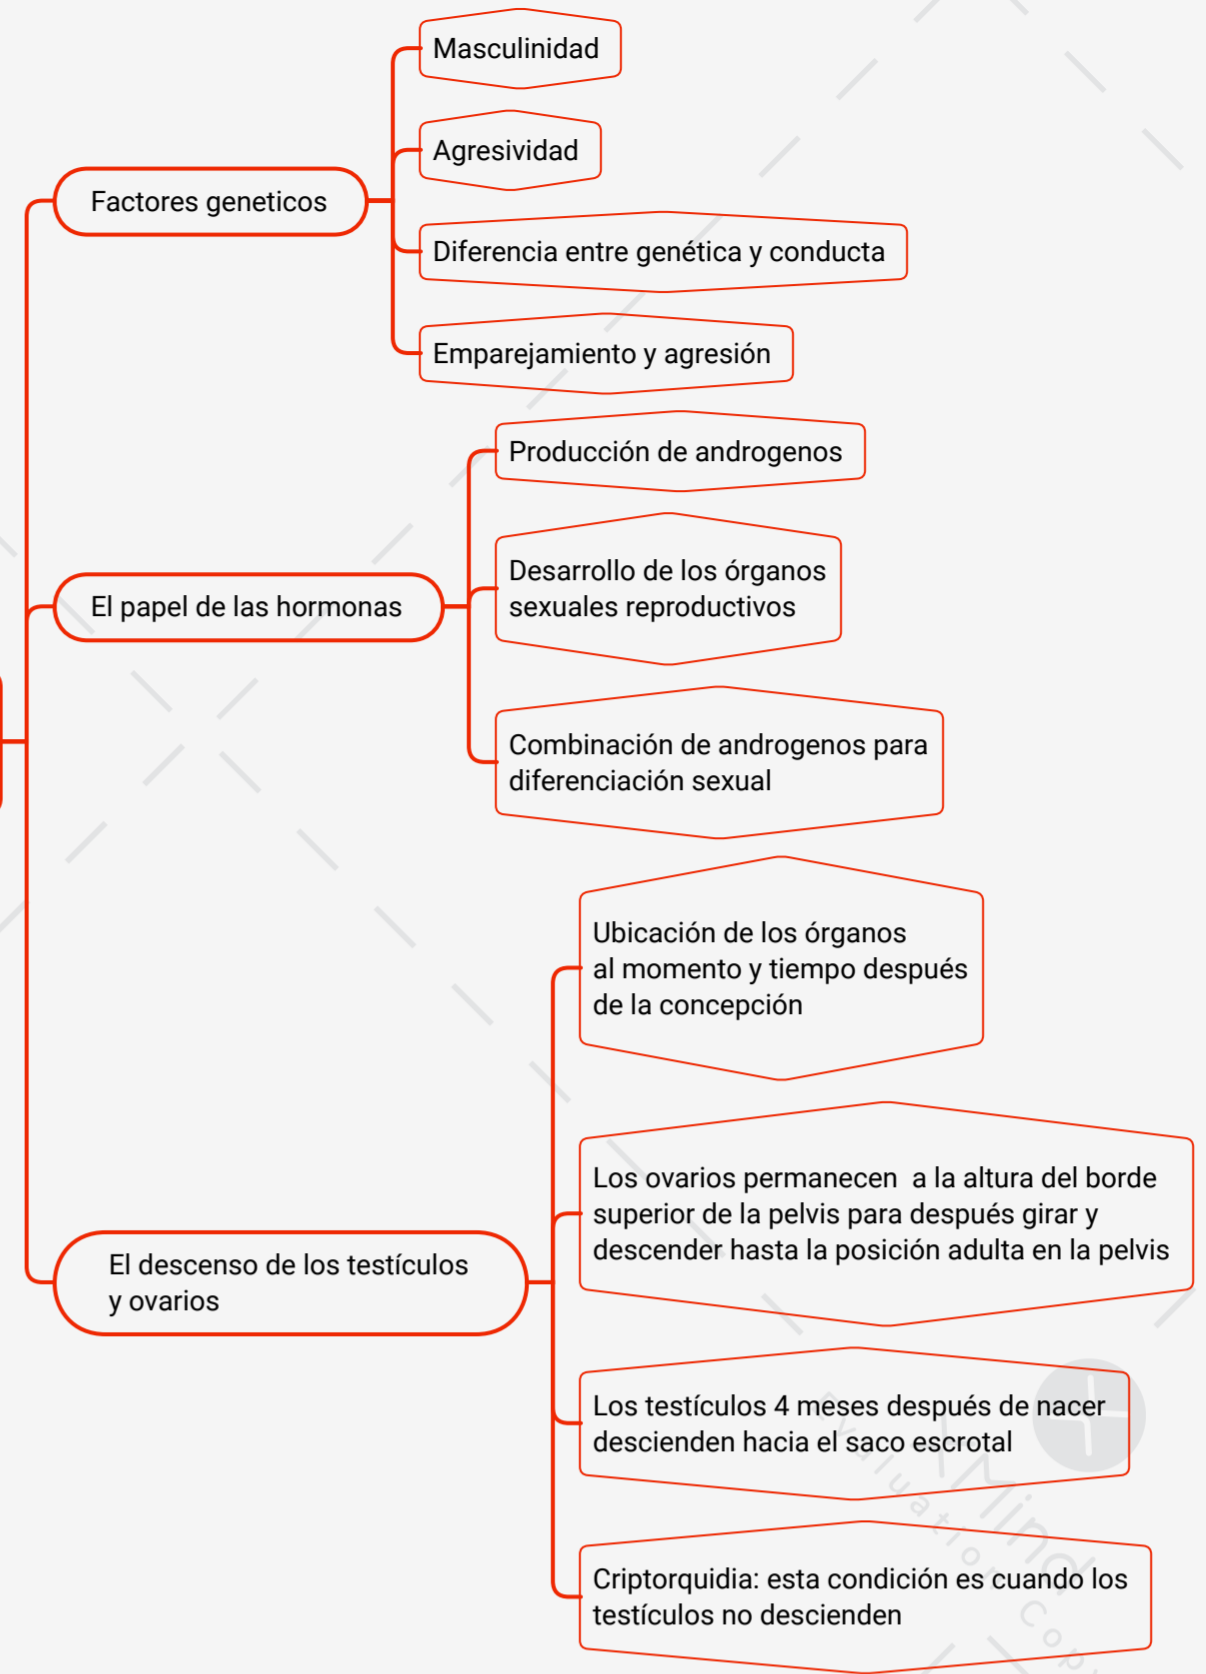 Masculinidad
Agresividad
Factores geneticos
Diferencia entre genética y conducta
Emparejamiento y agresión
Producción de androgenos
Desarrollo de los órganos
sexuales reproductivos
El papel de las hormonas
Combinación de androgenos para
diferenciación sexual
Ubicación de los órganos
al momento y tiempo después
de la concepción
Los ovarios permanecen  a la altura del borde
superior de la pelvis para después girar y
descender hasta la posición adulta en la pelvis
El descenso de los testículos
y ovarios
Los testículos 4 meses después de nacer
descienden hacia el saco escrotal
Criptorquidia: esta condición es cuando los
testículos no descienden
XMind
Evaluation Copy